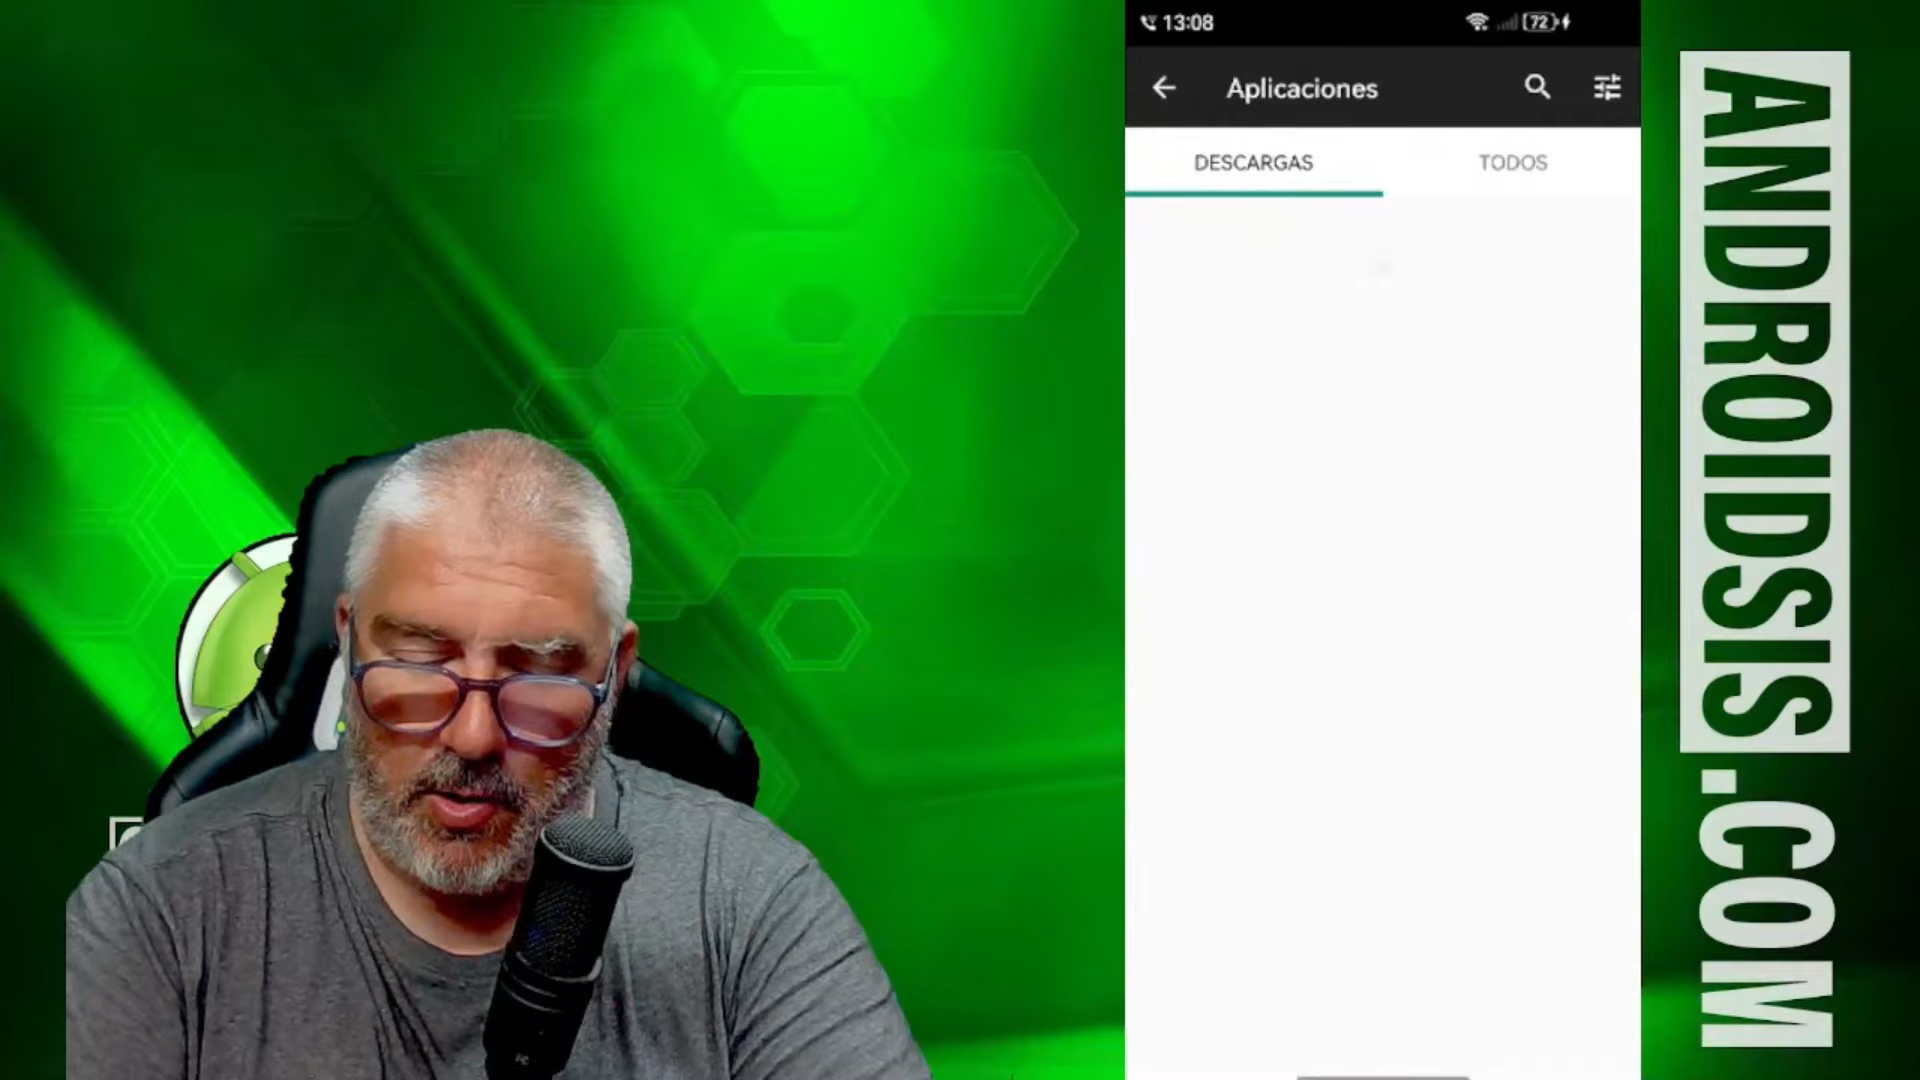 13:08
72
Aplicaciones
DESCARGAS
TODOS
ANDROIDSIS.COM